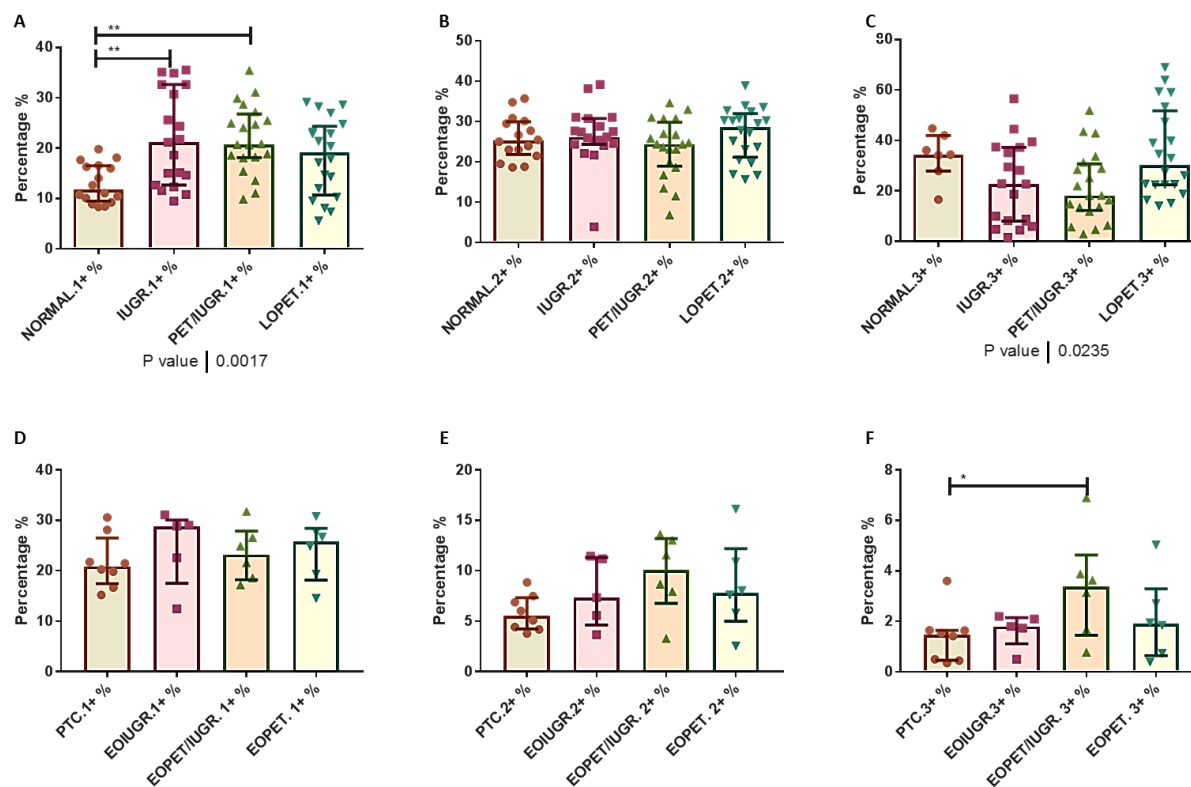 A
Percentage %
40
30
20
10
0
**
**
NORMAL.1+ %
IUGR.1+ %
PET/IUGR.1+ %
LOPET.1+ %
P value 0.0017
B
Percentage %
50
40
30
20
10
0
NORMAL.2+ %
IUGR.2+ %
PET/IUGR.2+ %
LOPET.2+ %
C
Percentage %
80
60
40
20
0
NORMAL.3+ %
IUGR.3+ %
PET/IUGR.3+ %
LOPET.3+ %
P value 0.0235
D
Percentage %
40
30
20
10
0
PTC.1+ %
EOIUGR.1+ %
EOPET/IUGR. 1+ %
EOPET. 1+ %
E
Percentage %
20
15
10
5
0
PTC.2+ %
EOIUGR.2+ %
EOPET/IUGR. 2+ %
EOPET. 2+ %
F
Percentage %
8
6
4
2
0
*
PTC.3+ %
EOIUGR.3+ %
EOPET/IUGR. 3+ %
EOPET. 3+ %